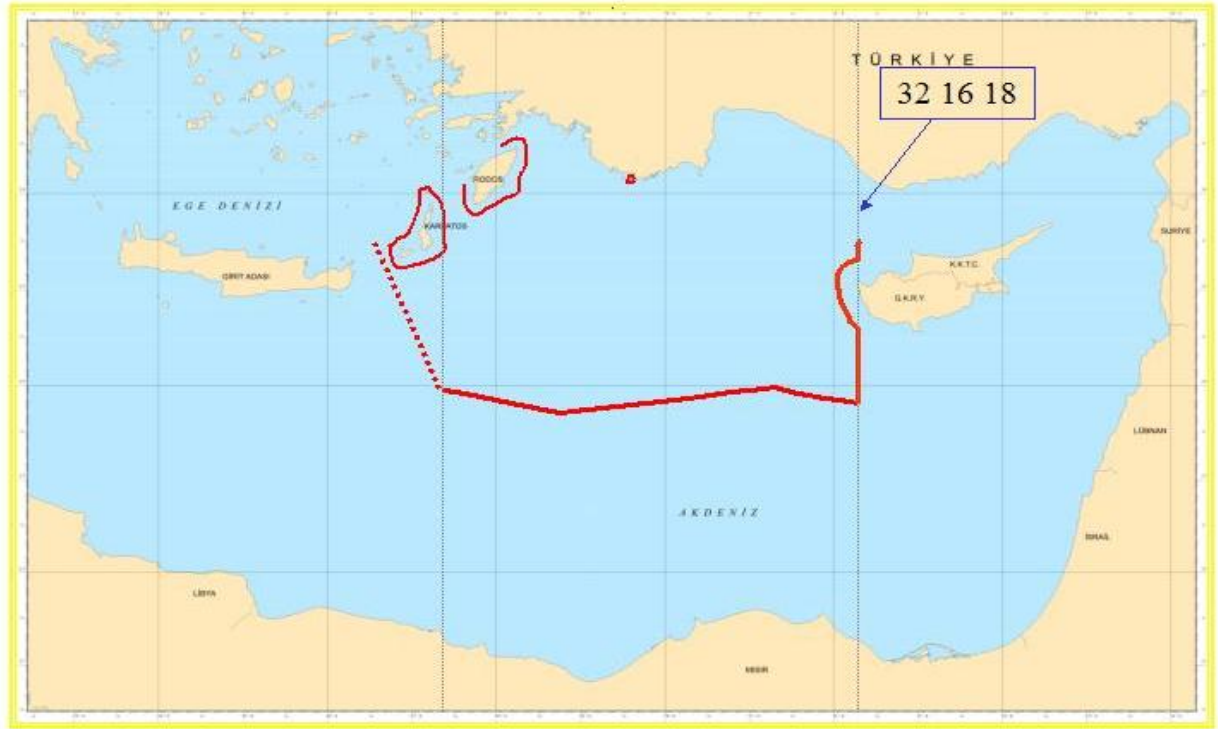 TÜRKİYE
32 16 18
RODOS
EGE DENİZİ
KARPATOS
SURİYE
GİRİT ADASI
K.K.T.C.
G.K.R.Y.
LÜBNAN
AKDENİZ
İSRAİL
LİBYA
MISIR